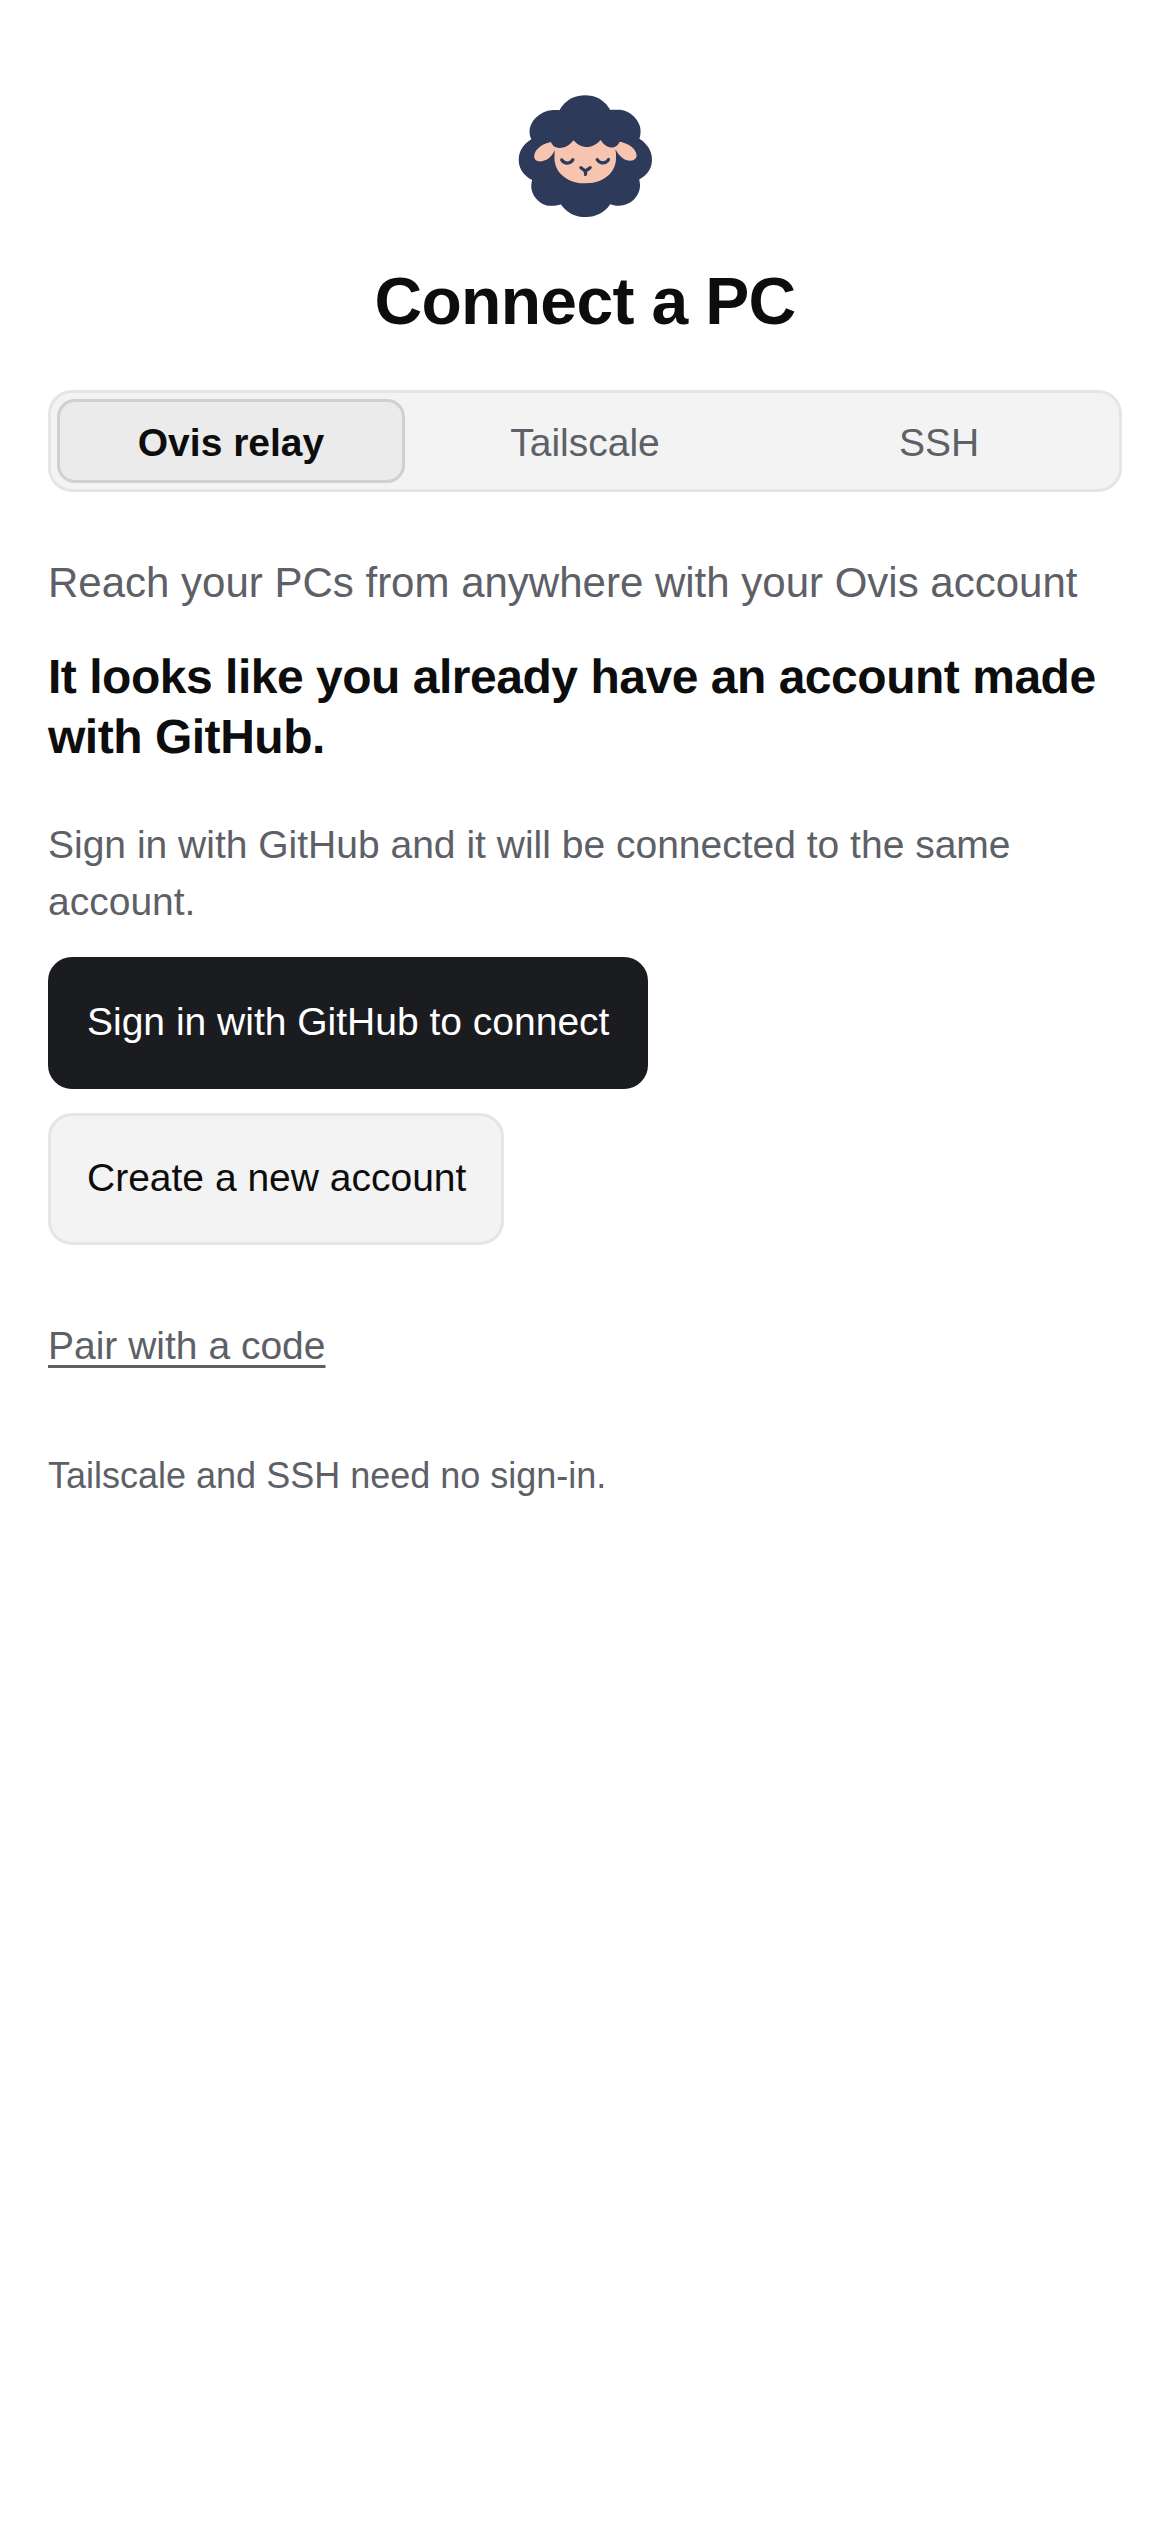 Connect a PC
Ovis relay
Tailscale
SSH
Reach your PCs from anywhere with your Ovis account
It looks like you already have an account made
with GitHub.
Sign in with GitHub and it will be connected to the same
account.
Sign in with GitHub to connect
Create a new account
Pair with a code
Tailscale and SSH need no sign-in.